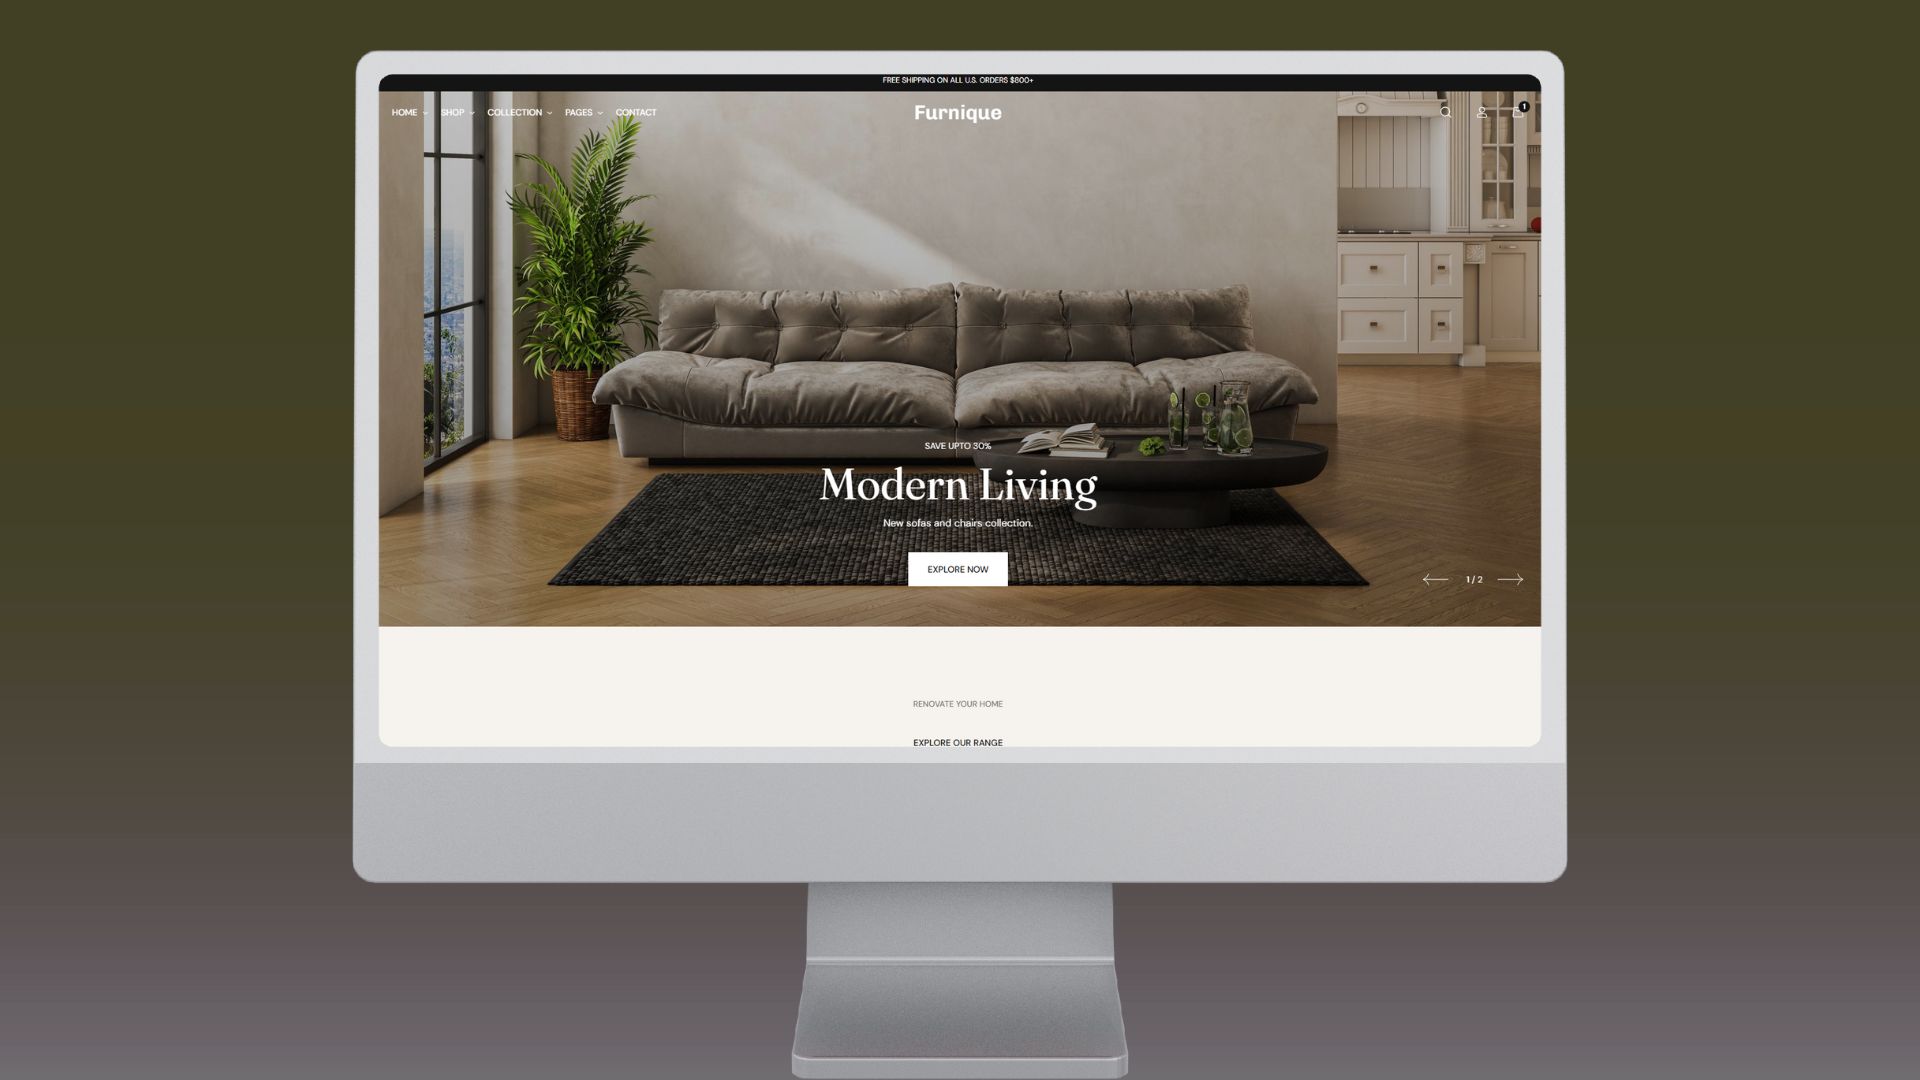 FREE SHIPPING ON ALL U.S. ORDERS $800+
HOME SHOP COLLECTION PAGES CONTACT
Furnique
1
SAVE UPTO 30%
Modern Living
New sofas and chairs collection.
EXPLORE NOW
1 / 2
RENOVATE YOUR HOME
EXPLORE OUR RANGE